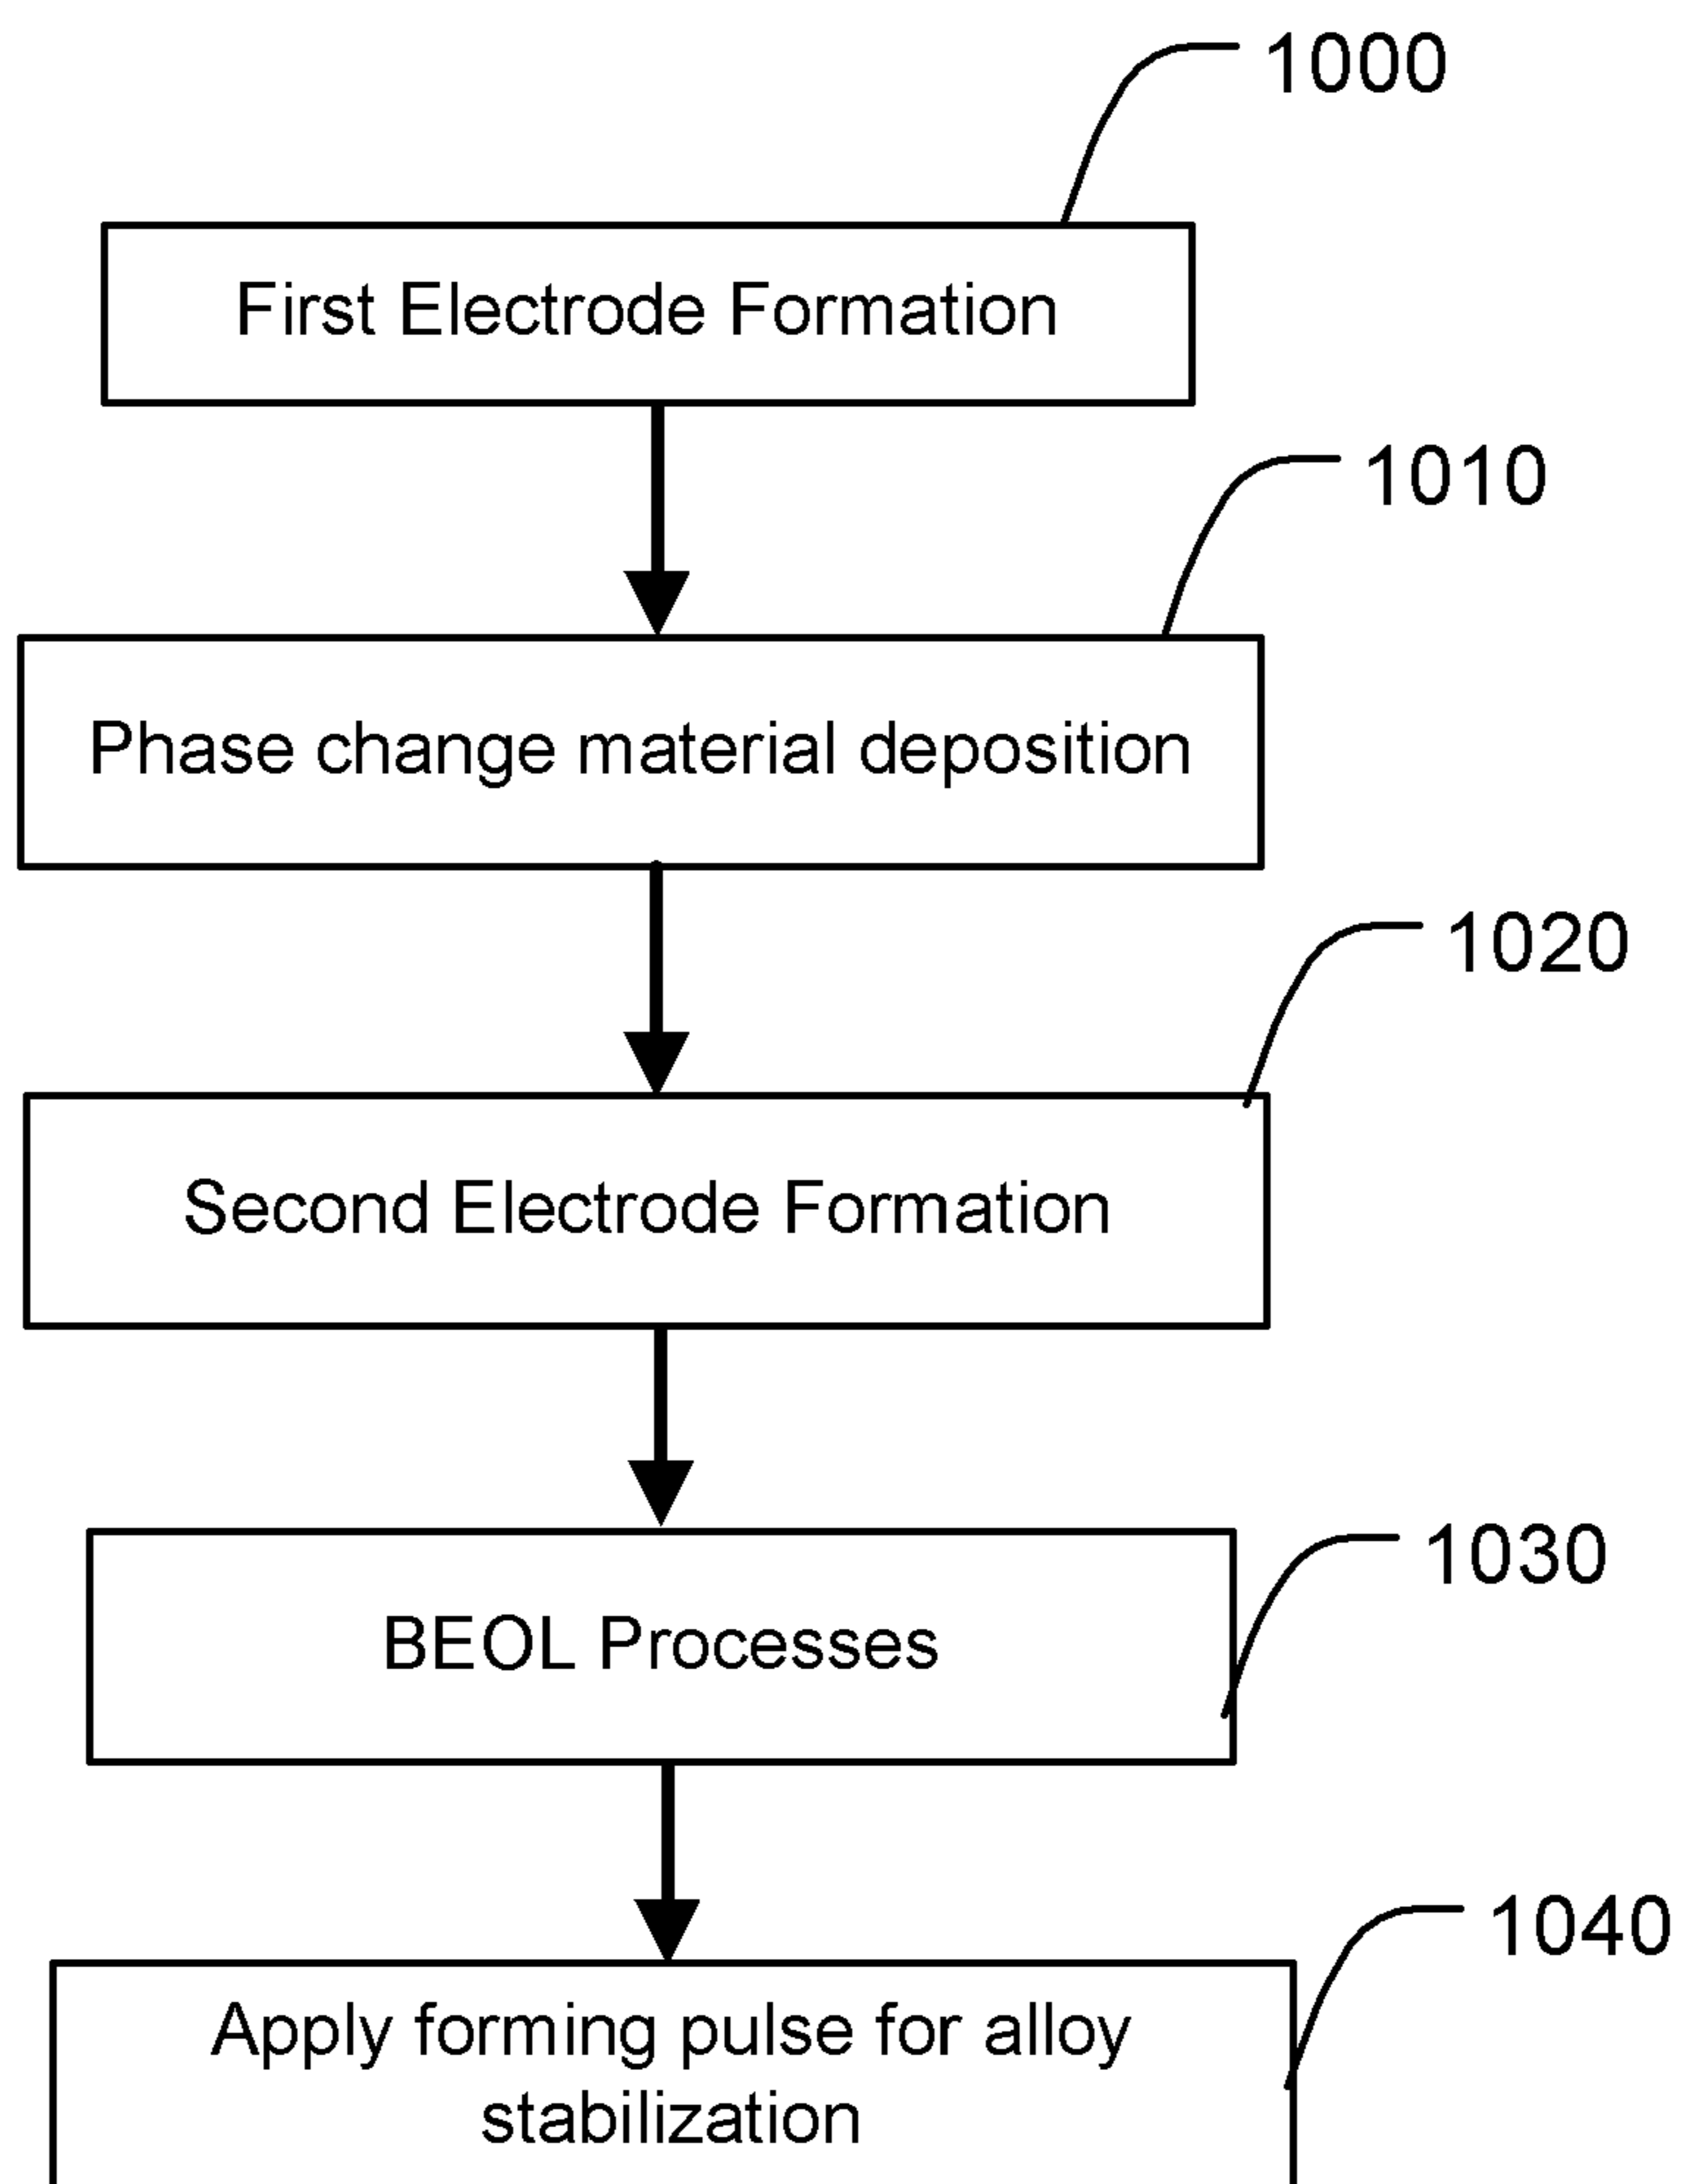 1000
First Electrode Formation
1010
Phase change material deposition
1020
Second Electrode Formation
1030
BEOL Processes
1040
Apply forming pulse for alloy
stabilization